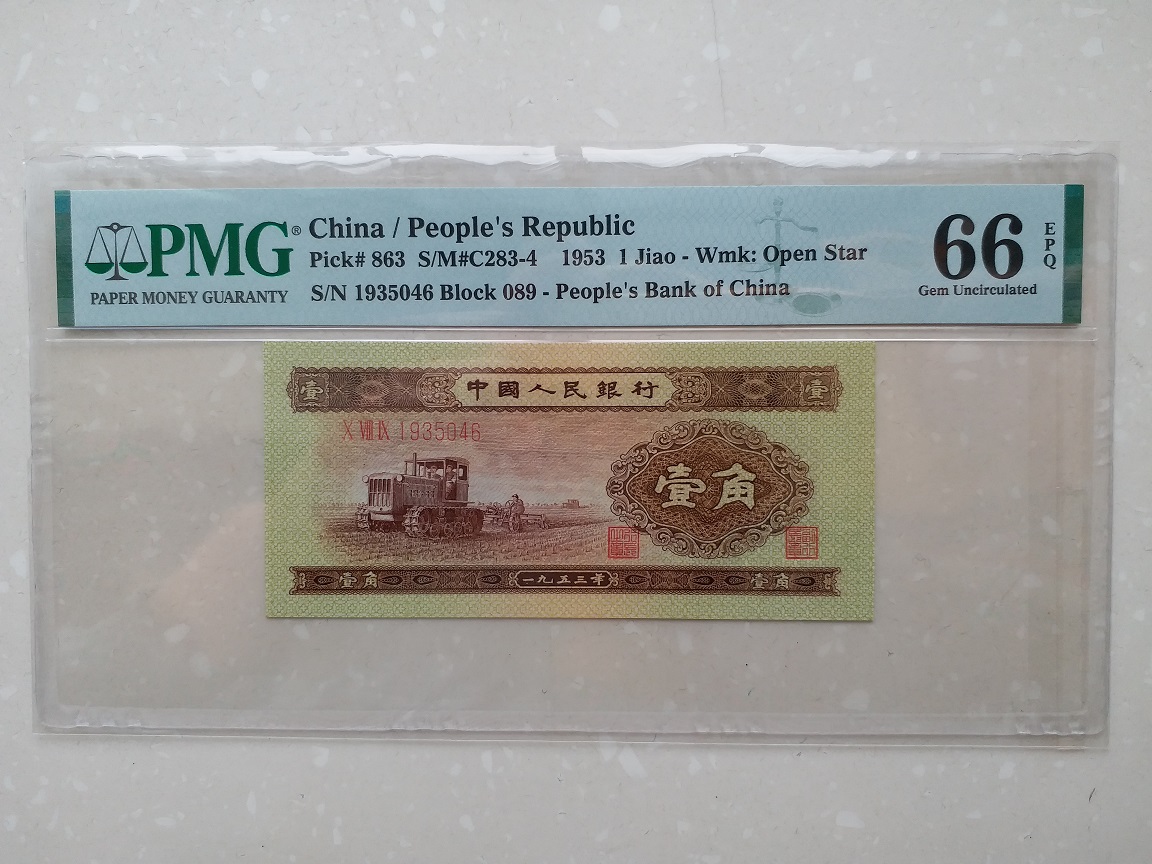 PMG®
PAPER MONEY GUARANTY
China / People's Republic
Pick# 863 S/M#C283-4 1953 1 Jiao - Wmk: Open Star
S/N 1935046 Block 089 - People's Bank of China
66
EPQ
Gem Uncirculated
壹 中國人民銀行 壹
X VIII IX 1935046
壹角
壹角 一九五三年 壹角